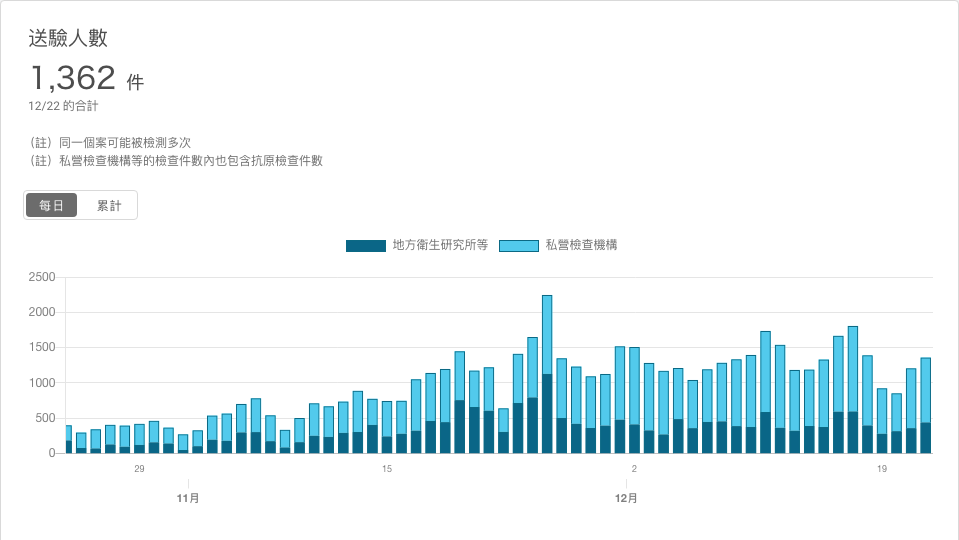 送驗人數
1,362 件
12/22 的合計
（註）同一個案可能被檢測多次
（註）私營檢查機構等的檢查件數內也包含抗原檢查件數
每日 累計
地方衛生研究所等 私營檢查機構
2500
2000
1500
1000
500
0
29 15 2 19
11月 12月